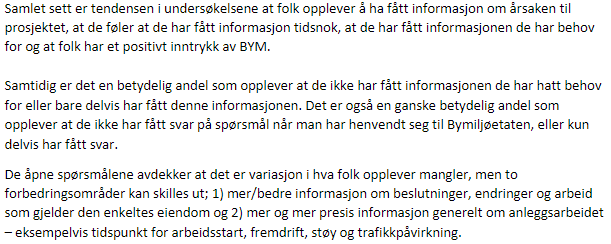 Samlet sett er tendensen i undersøkelsene at folk opplever å ha fått informasjon om årsaken til
prosjektet, at de føler at de har fått informasjon tidsnok, at de har fått informasjonen de har behov
for og at folk har et positivt inntrykk av BYM.
Samtidig er det en betydelig andel som opplever at de ikke har fått informasjonen de har hatt behov
for eller bare delvis har fått denne informasjonen. Det er også en ganske betydelig andel som
opplever at de ikke har fått svar på spørsmål når man har henvendt seg til Bymiljøetaten, eller kun
delvis har fått svar.
De åpne spørsmålene avdekker at det er variasjon i hva folk opplever mangler, men to
forbedringsområder kan skilles ut; 1) mer/bedre informasjon om beslutninger, endringer og arbeid
som gjelder den enkeltes eiendom og 2) mer og mer presis informasjon generelt om anleggsarbeidet
– eksempelvis tidspunkt for arbeidsstart, fremdrift, støy og trafikkpåvirkning.